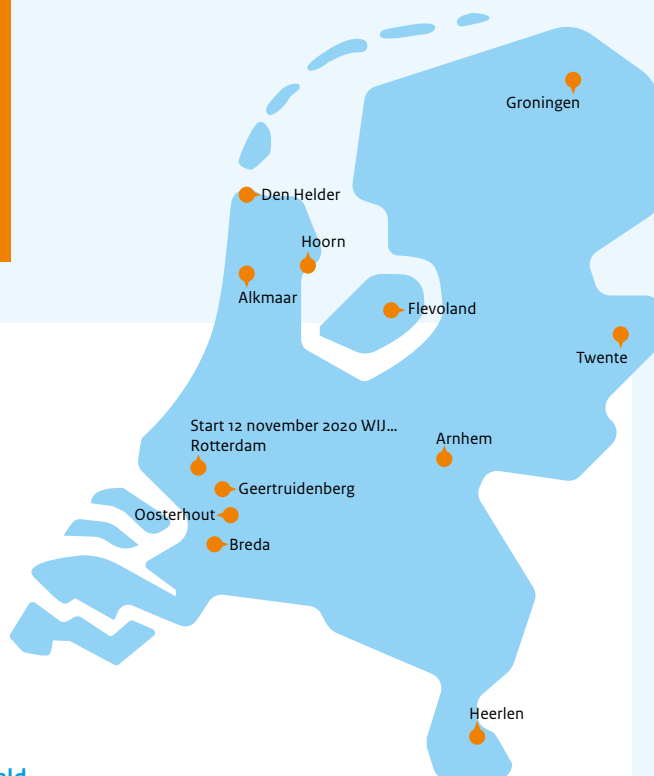 Groningen
Den Helder
Hoorn
Alkmaar
Flevoland
Twente
Start 12 november 2020 WIJ...
Rotterdam
Arnhem
Geertruidenberg
Oosterhout
Breda
Heerlen